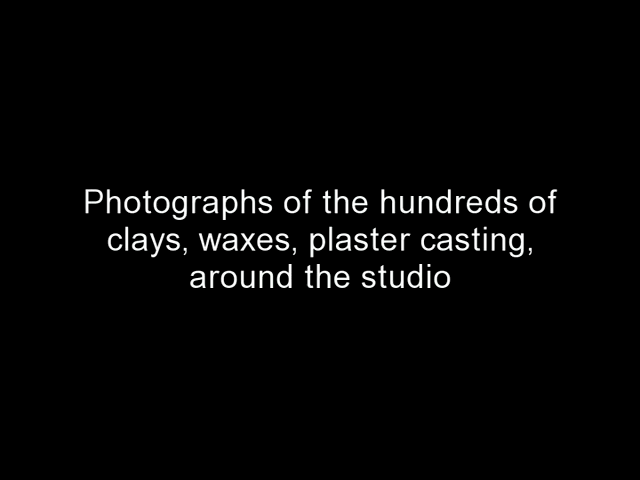 Photographs of the hundreds of
clays, waxes, plaster casting,
around the studio